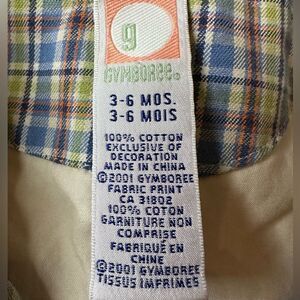 g
GYMBOREE®
3-6 MOS.
3-6 MOIS
100% COTTON
EXCLUSIVE OF
DECORATION
MADE IN CHINA
©2001 GYMBOREE
FABRIC PRINT
CA 31802
100% COTON
GARNITURE NON
COMPRISE
FABRIQUÉ EN
CHINE
©2001 GYMBOREE
TISSUS IMPRIMES